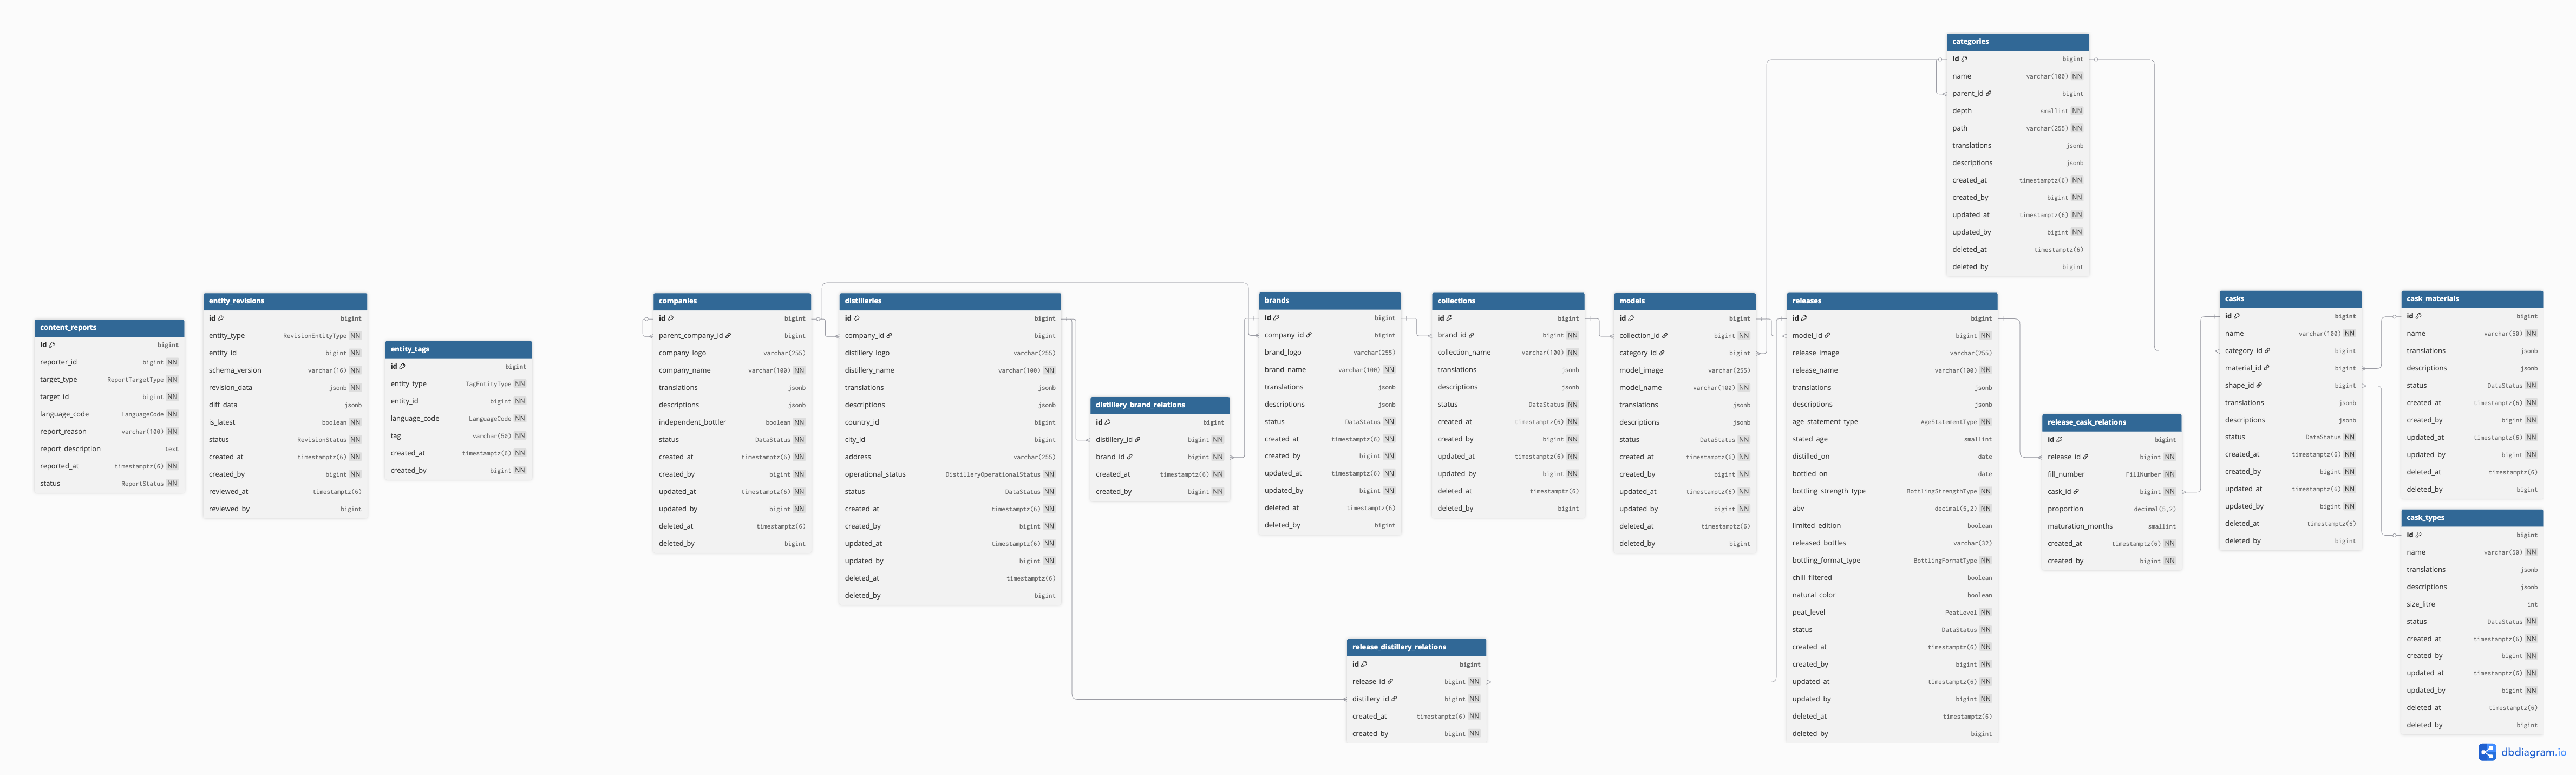 categories
id bigint
name varchar(100) NN
parent_id bigint
depth smallint NN
path varchar(255) NN
translations jsonb
descriptions jsonb
created_at timestamptz(6) NN
created_by bigint NN
updated_at timestamptz(6) NN
updated_by bigint NN
deleted_at timestamptz(6)
deleted_by bigint
content_reports
id bigint
reporter_id bigint NN
target_type ReportTargetType NN
target_id bigint NN
language_code LanguageCode NN
report_reason varchar(100) NN
report_description text
reported_at timestamptz(6) NN
status ReportStatus NN
entity_revisions
id bigint
entity_type RevisionEntityType NN
entity_id bigint NN
schema_version varchar(16) NN
revision_data jsonb NN
diff_data jsonb
is_latest boolean NN
status RevisionStatus NN
created_at timestamptz(6) NN
created_by bigint NN
reviewed_at timestamptz(6)
reviewed_by bigint
entity_tags
id bigint
entity_type TagEntityType NN
entity_id bigint NN
language_code LanguageCode NN
tag varchar(50) NN
created_at timestamptz(6) NN
created_by bigint NN
companies
id bigint
parent_company_id bigint
company_logo varchar(255)
company_name varchar(100) NN
translations jsonb
descriptions jsonb
independent_bottler boolean NN
status DataStatus NN
created_at timestamptz(6) NN
created_by bigint NN
updated_at timestamptz(6) NN
updated_by bigint NN
deleted_at timestamptz(6)
deleted_by bigint
distilleries
id bigint
company_id bigint
distillery_logo varchar(255)
distillery_name varchar(100) NN
translations jsonb
descriptions jsonb
country_id bigint
city_id bigint
address varchar(255)
operational_status DistilleryOperationalStatus NN
status DataStatus NN
created_at timestamptz(6) NN
created_by bigint NN
updated_at timestamptz(6) NN
updated_by bigint NN
deleted_at timestamptz(6)
deleted_by bigint
distillery_brand_relations
id bigint
distillery_id bigint NN
brand_id bigint NN
created_at timestamptz(6) NN
created_by bigint NN
brands
id bigint
company_id bigint
brand_logo varchar(255)
brand_name varchar(100) NN
translations jsonb
descriptions jsonb
status DataStatus NN
created_at timestamptz(6) NN
created_by bigint NN
updated_at timestamptz(6) NN
updated_by bigint NN
deleted_at timestamptz(6)
deleted_by bigint
collections
id bigint
brand_id bigint NN
collection_name varchar(100) NN
translations jsonb
descriptions jsonb
status DataStatus NN
created_at timestamptz(6) NN
created_by bigint NN
updated_at timestamptz(6) NN
updated_by bigint NN
deleted_at timestamptz(6)
deleted_by bigint
models
id bigint
collection_id bigint NN
category_id bigint
model_image varchar(255)
model_name varchar(100) NN
translations jsonb
descriptions jsonb
status DataStatus NN
created_at timestamptz(6) NN
created_by bigint NN
updated_at timestamptz(6) NN
updated_by bigint NN
deleted_at timestamptz(6)
deleted_by bigint
releases
id bigint
model_id bigint NN
release_image varchar(255)
release_name varchar(100) NN
translations jsonb
descriptions jsonb
age_statement_type AgeStatementType NN
stated_age smallint
distilled_on date
bottled_on date
bottling_strength_type BottlingStrengthType NN
abv decimal(5,2) NN
limited_edition boolean
released_bottles varchar(32)
bottling_format_type BottlingFormatType NN
chill_filtered boolean
natural_color boolean
peat_level PeatLevel NN
status DataStatus NN
created_at timestamptz(6) NN
created_by bigint NN
updated_at timestamptz(6) NN
updated_by bigint NN
deleted_at timestamptz(6)
deleted_by bigint
release_distillery_relations
id bigint
release_id bigint NN
distillery_id bigint NN
created_at timestamptz(6) NN
created_by bigint NN
release_cask_relations
id bigint
release_id bigint NN
fill_number FillNumber NN
cask_id bigint NN
proportion decimal(5,2)
maturation_months smallint
created_at timestamptz(6) NN
created_by bigint NN
casks
id bigint
name varchar(100) NN
category_id bigint
material_id bigint
shape_id bigint
translations jsonb
descriptions jsonb
status DataStatus NN
created_at timestamptz(6) NN
created_by bigint NN
updated_at timestamptz(6) NN
updated_by bigint NN
deleted_at timestamptz(6)
deleted_by bigint
cask_materials
id bigint
name varchar(50) NN
translations jsonb
descriptions jsonb
status DataStatus NN
created_at timestamptz(6) NN
created_by bigint NN
updated_at timestamptz(6) NN
updated_by bigint NN
deleted_at timestamptz(6)
deleted_by bigint
cask_types
id bigint
name varchar(50) NN
translations jsonb
descriptions jsonb
size_litre int
status DataStatus NN
created_at timestamptz(6) NN
created_by bigint NN
updated_at timestamptz(6) NN
updated_by bigint NN
deleted_at timestamptz(6)
deleted_by bigint
dbdiagram.io